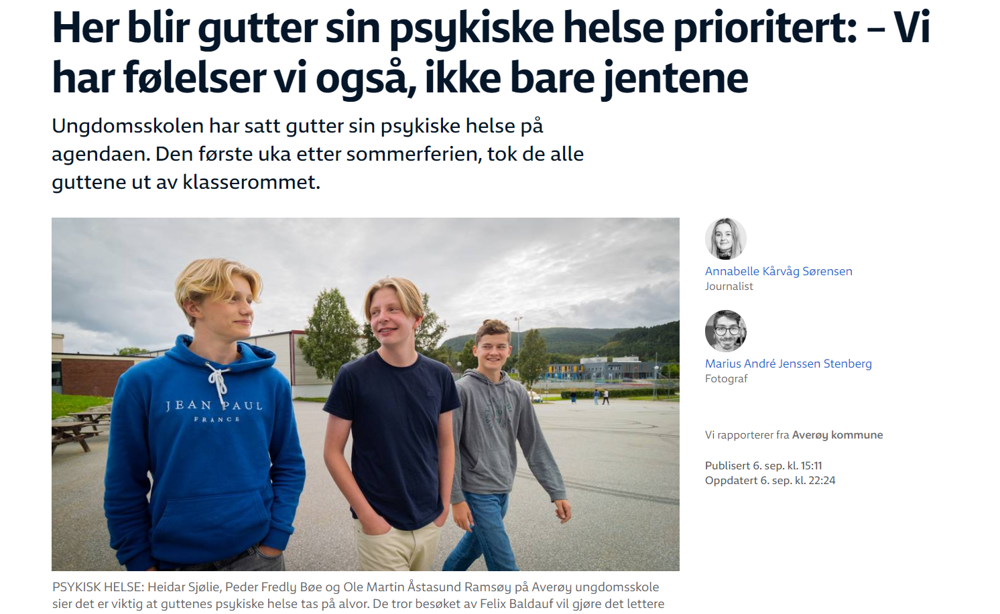 Her blir gutter sin psykiske helse prioritert: – Vi
har følelser vi også, ikke bare jentene
Ungdomsskolen har satt gutter sin psykiske helse på
agendaen. Den første uka etter sommerferien, tok de alle
guttene ut av klasserommet.
JEAN PAUL
FRANCE
Annabelle Kårvåg Sørensen
Journalist
Marius André Jenssen Stenberg
Fotograf
Vi rapporterer fra Averøy kommune
Publisert 6. sep. kl. 15:11
Oppdatert 6. sep. kl. 22:24
PSYKISK HELSE: Heidar Sjølie, Peder Fredly Bøe og Ole Martin Åstasund Ramsøy på Averøy ungdomsskole
sier det er viktig at guttenes psykiske helse tas på alvor. De tror besøket av Felix Baldauf vil gjøre det lettere